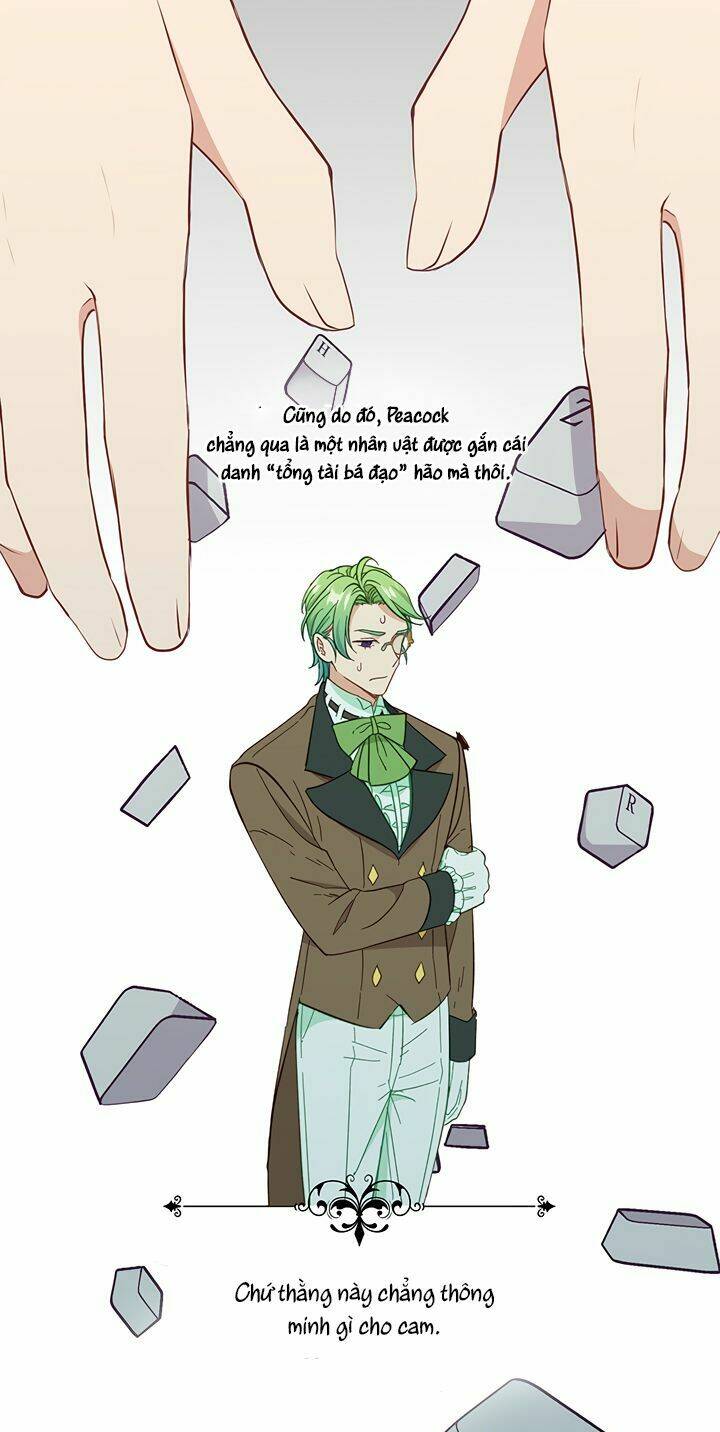 H
Cũng do đó, Peacock
chẳng qua là một nhân vật được gắn cái
danh “tổng tài bá đạo” hão mà thôi.
R
Chứ thằng này chẳng thông
minh gì cho cam.